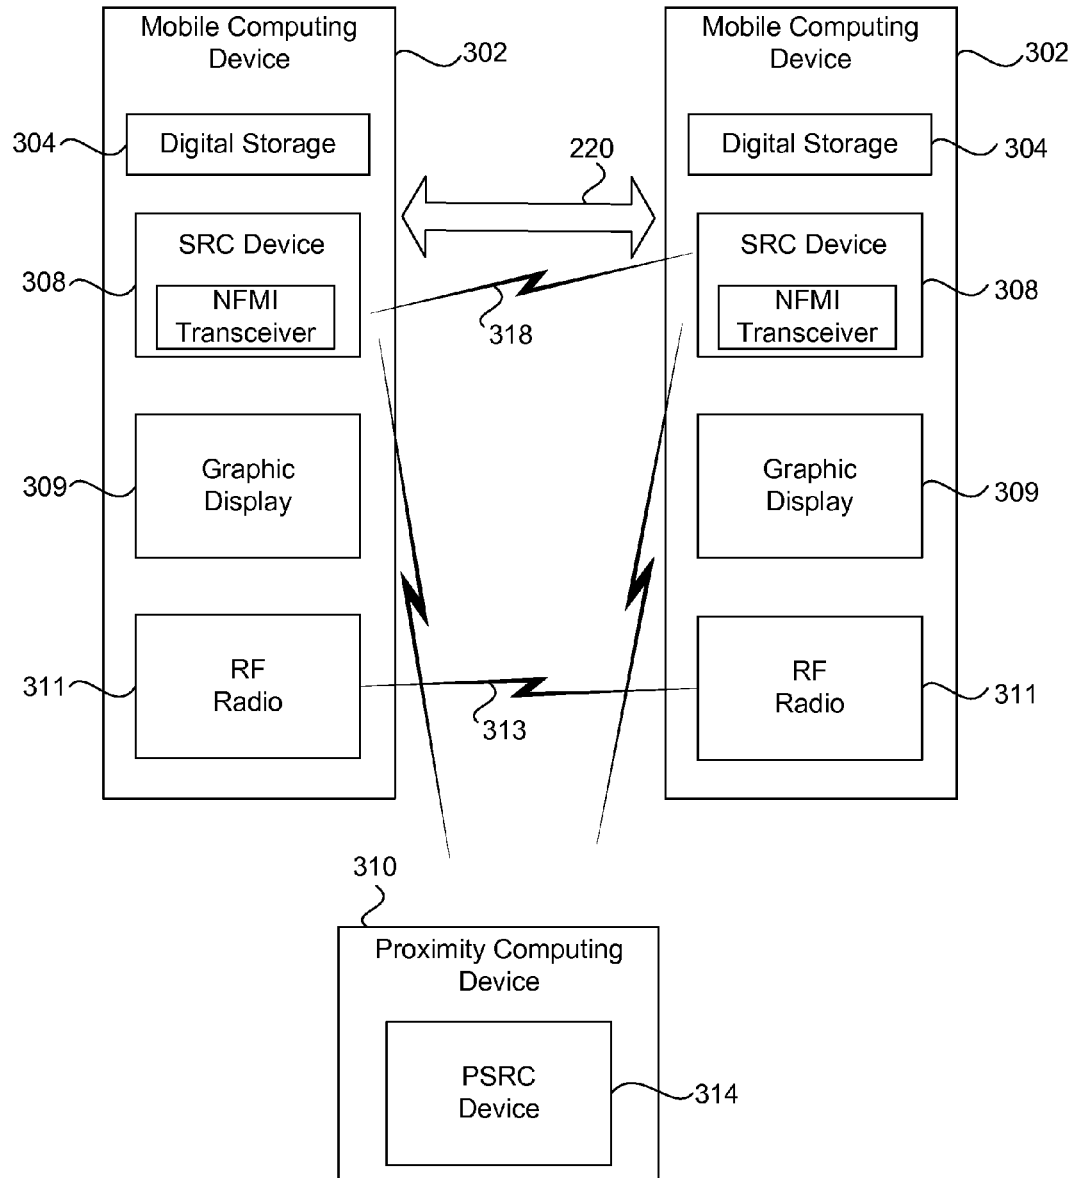 Mobile Computing
Device
302
Mobile Computing
Device
302
304
Digital Storage
220
Digital Storage
304
308
SRC Device
NFMI
Transceiver
318
SRC Device
NFMI
Transceiver
308
309
Graphic
Display
Graphic
Display
309
311
RF
Radio
313
RF
Radio
311
310
Proximity Computing
Device
PSRC
Device
314